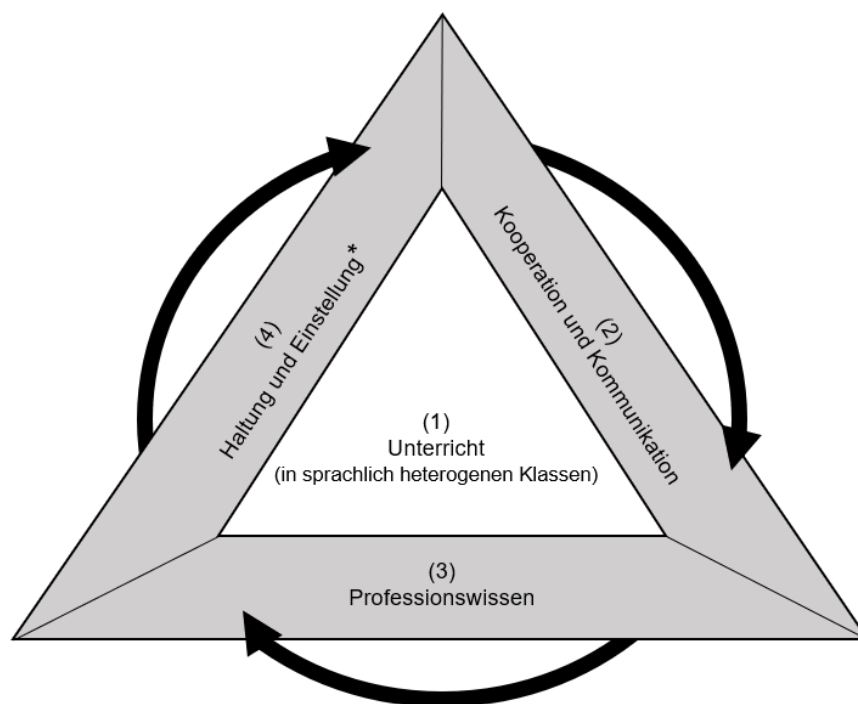 (4)
Haltung und Einstellung*
(2)
Kooperation und Kommunikation
(1)
Unterricht
(in sprachlich heterogenen Klassen)
(3)
Professionswissen